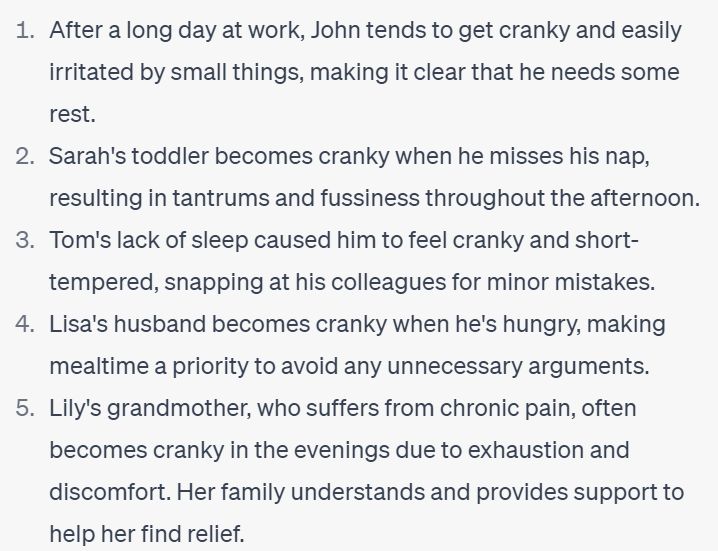 1. After a long day at work, John tends to get cranky and easily
irritated by small things, making it clear that he needs some
rest.
2. Sarah's toddler becomes cranky when he misses his nap,
resulting in tantrums and fussiness throughout the afternoon.
3. Tom's lack of sleep caused him to feel cranky and short-
tempered, snapping at his colleagues for minor mistakes.
4. Lisa's husband becomes cranky when he's hungry, making
mealtime a priority to avoid any unnecessary arguments.
5. Lily's grandmother, who suffers from chronic pain, often
becomes cranky in the evenings due to exhaustion and
discomfort. Her family understands and provides support to
help her find relief.